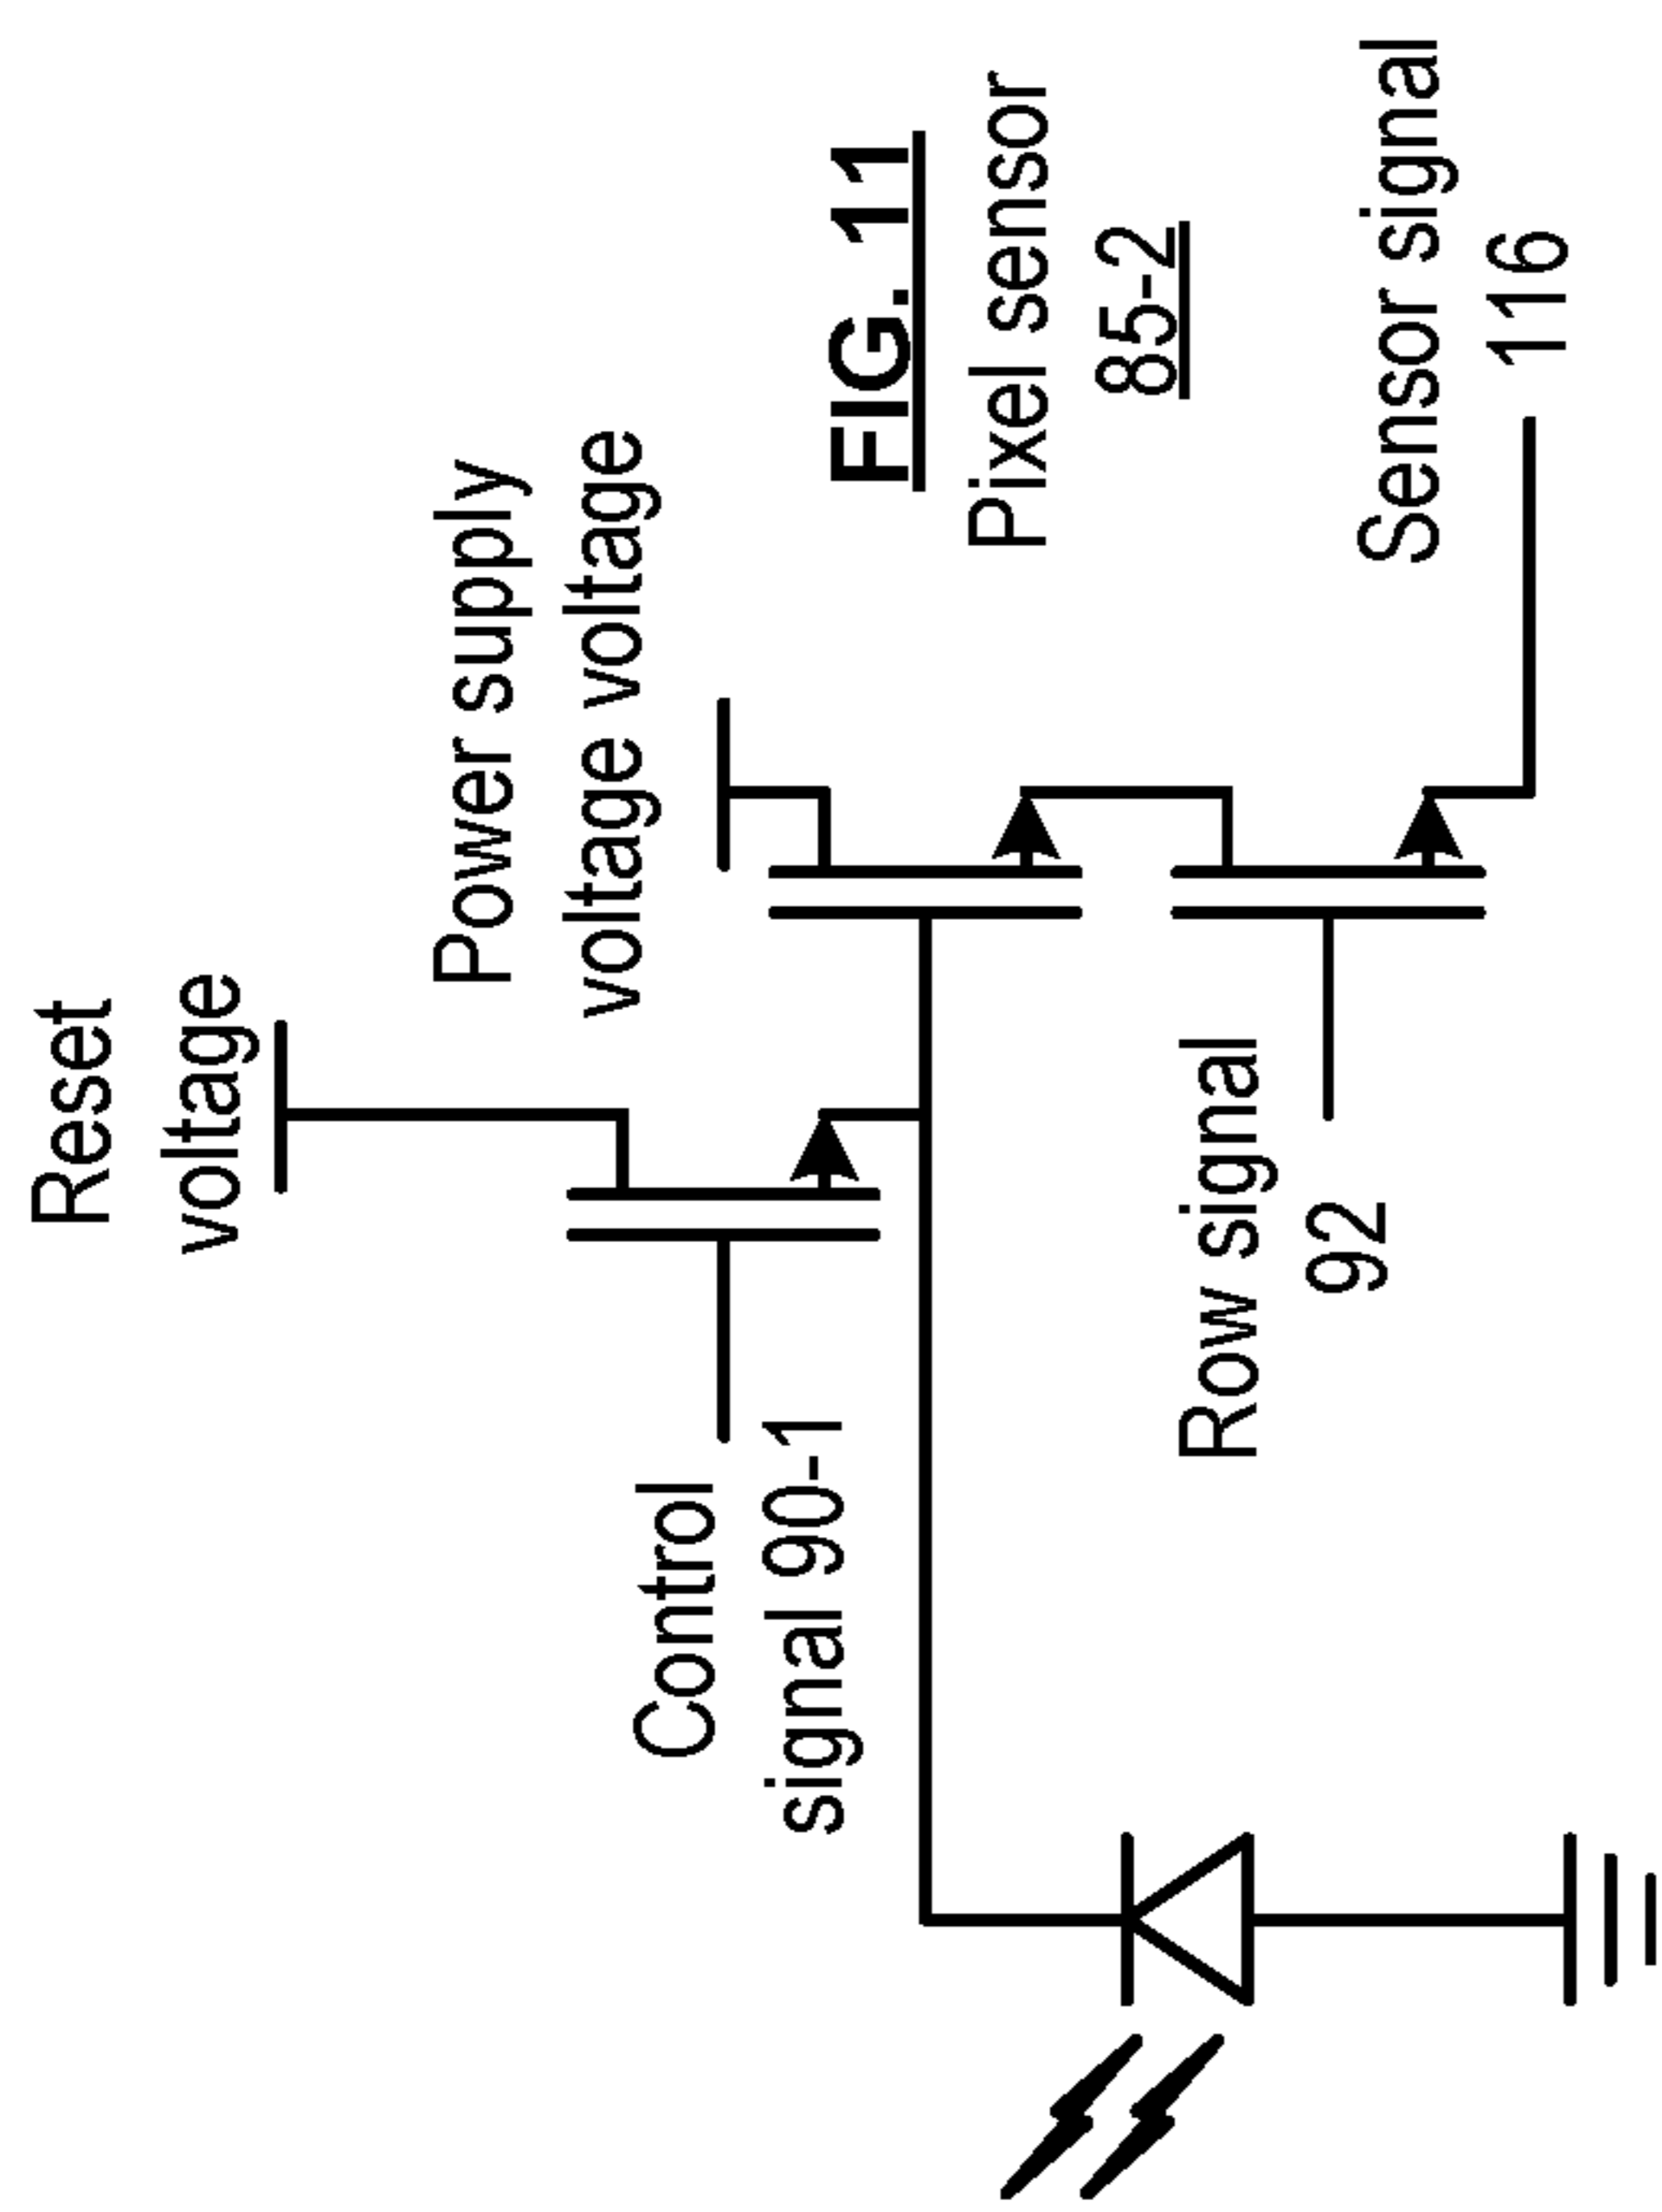 Reset
voltage
Power supply
voltage voltage
Control
signal 90-1
FIG. 11
Pixel sensor
85-2
Row signal
92
Sensor signal
116